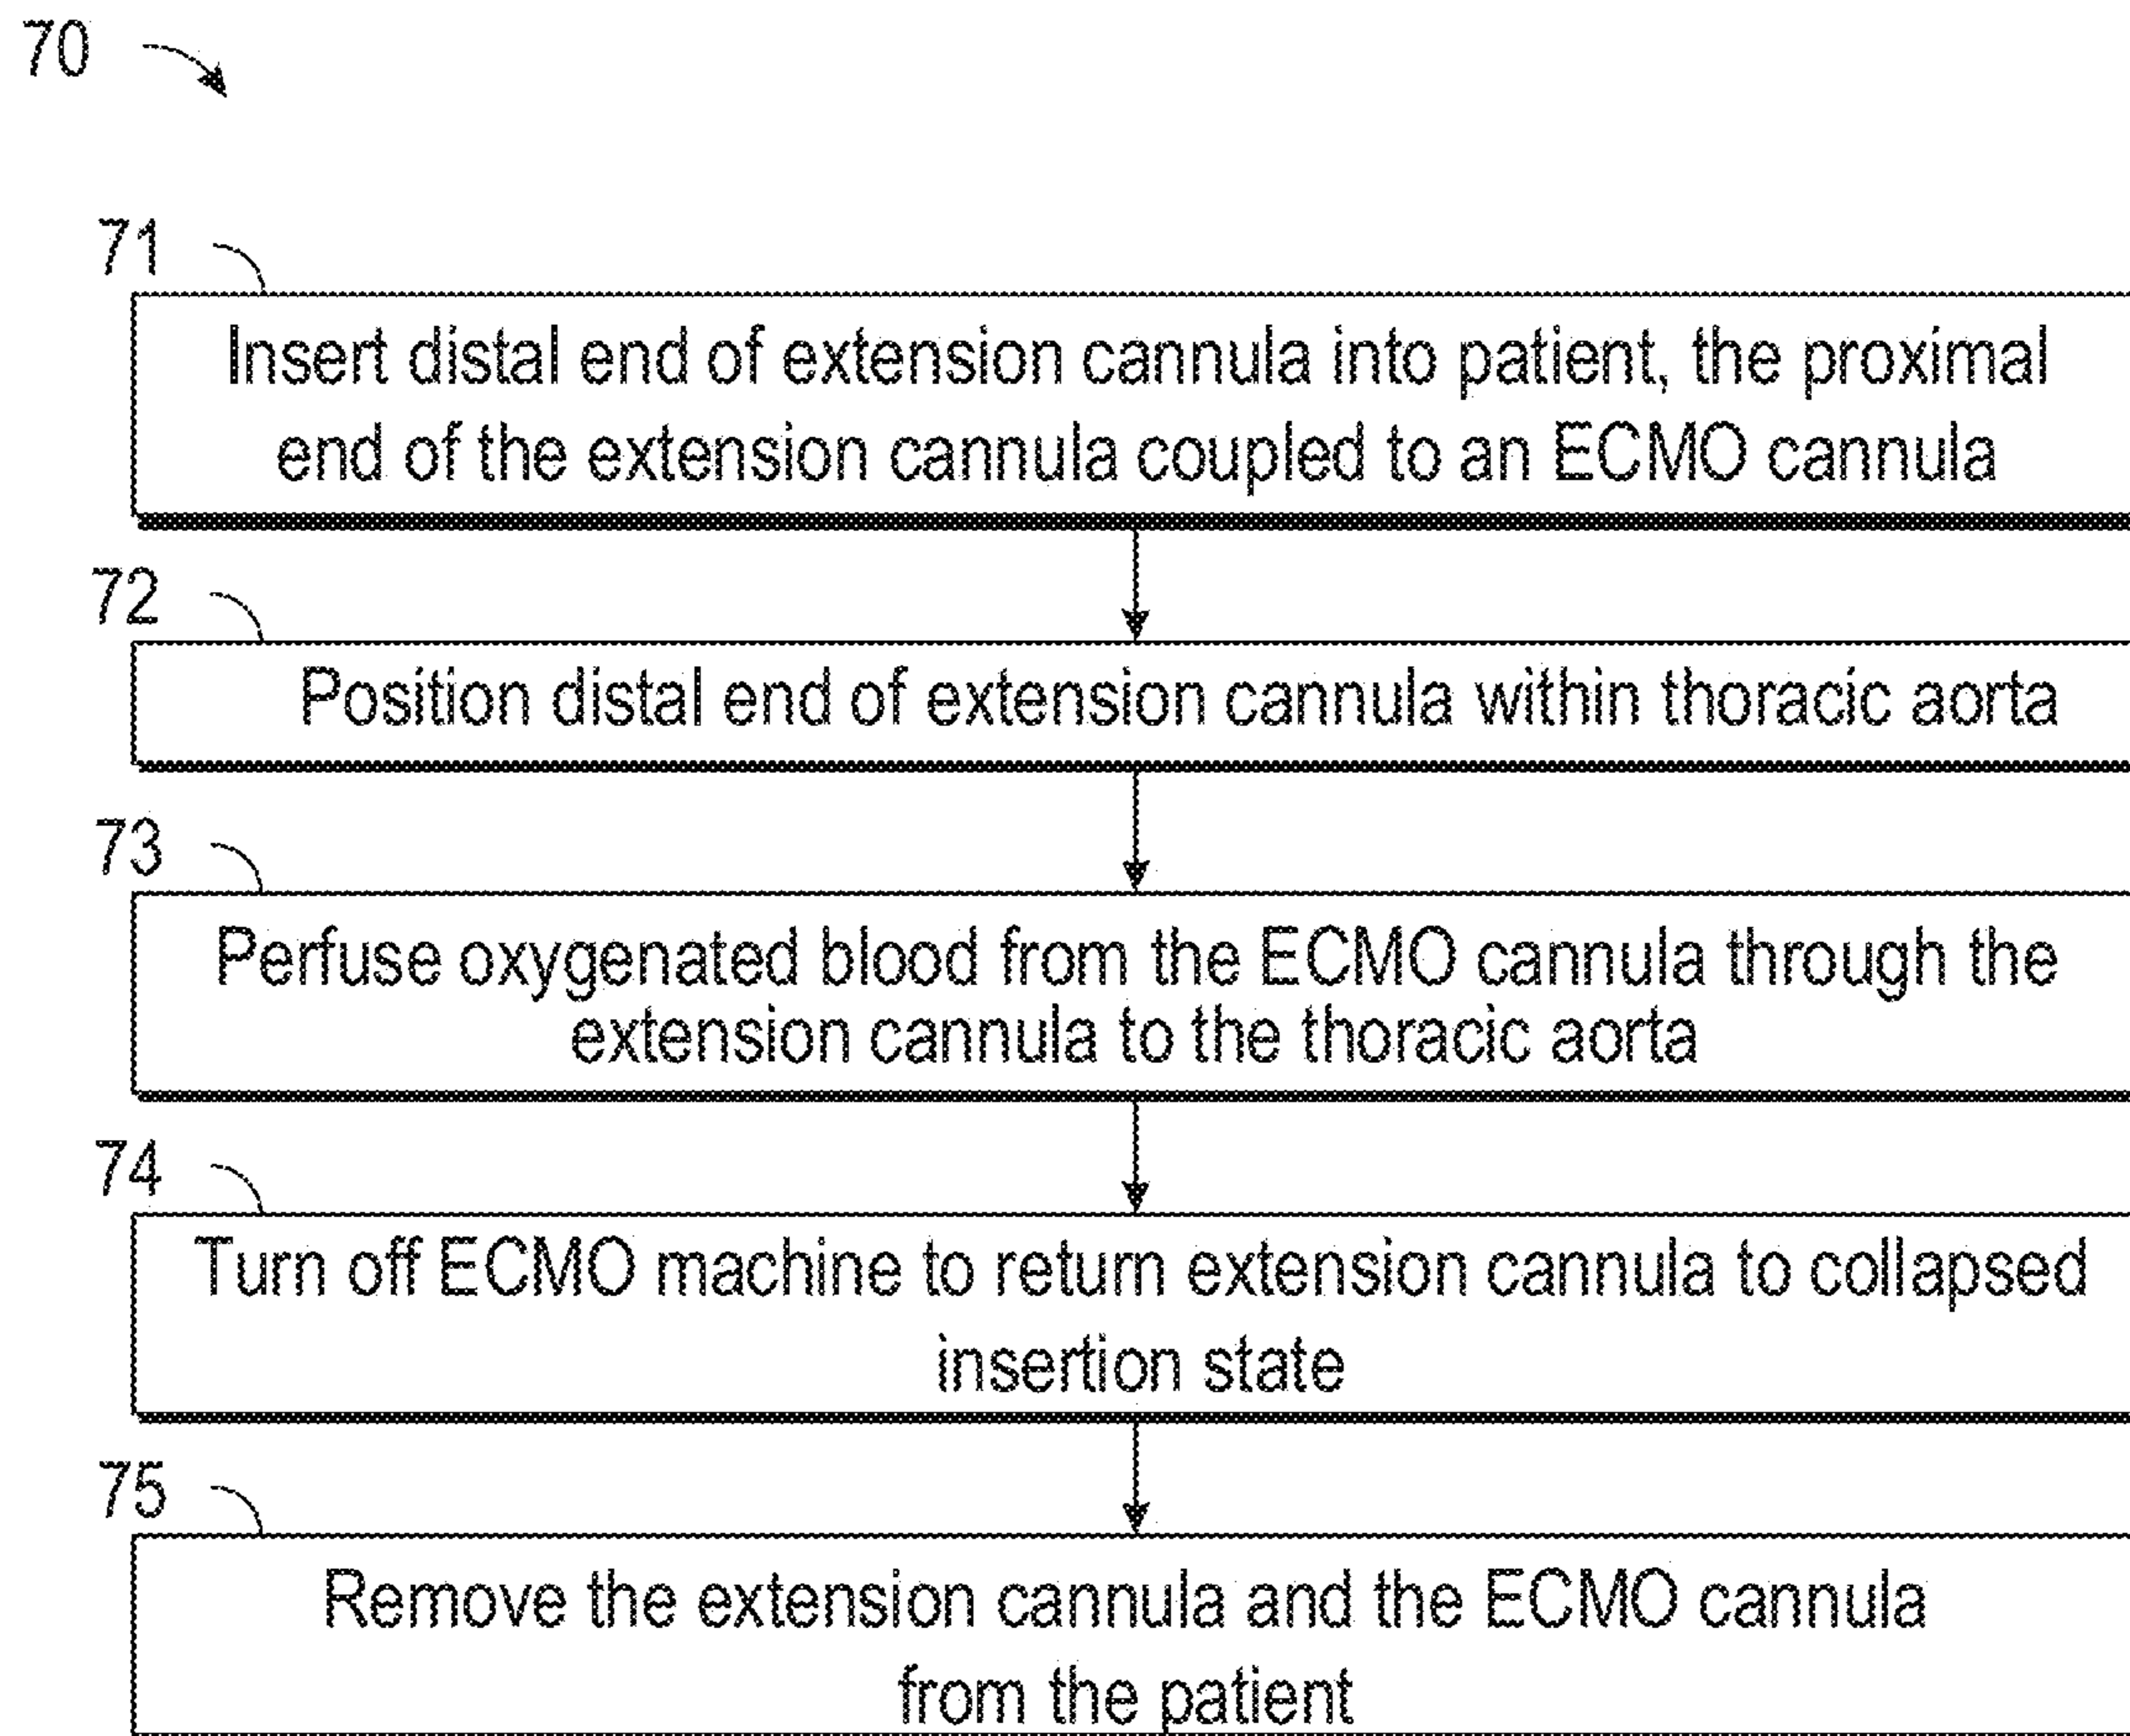 70
71
Insert distal end of extension cannula into patient, the proximal
end of the extension cannula coupled to an ECMO cannula
72
Position distal end of extension cannula within thoracic aorta
73
Perfuse oxygenated blood from the ECMO cannula through the
extension cannula to the thoracic aorta
74
Turn off ECMO machine to return extension cannula to collapsed
insertion state
75
Remove the extension cannula and the ECMO cannula
from the patient